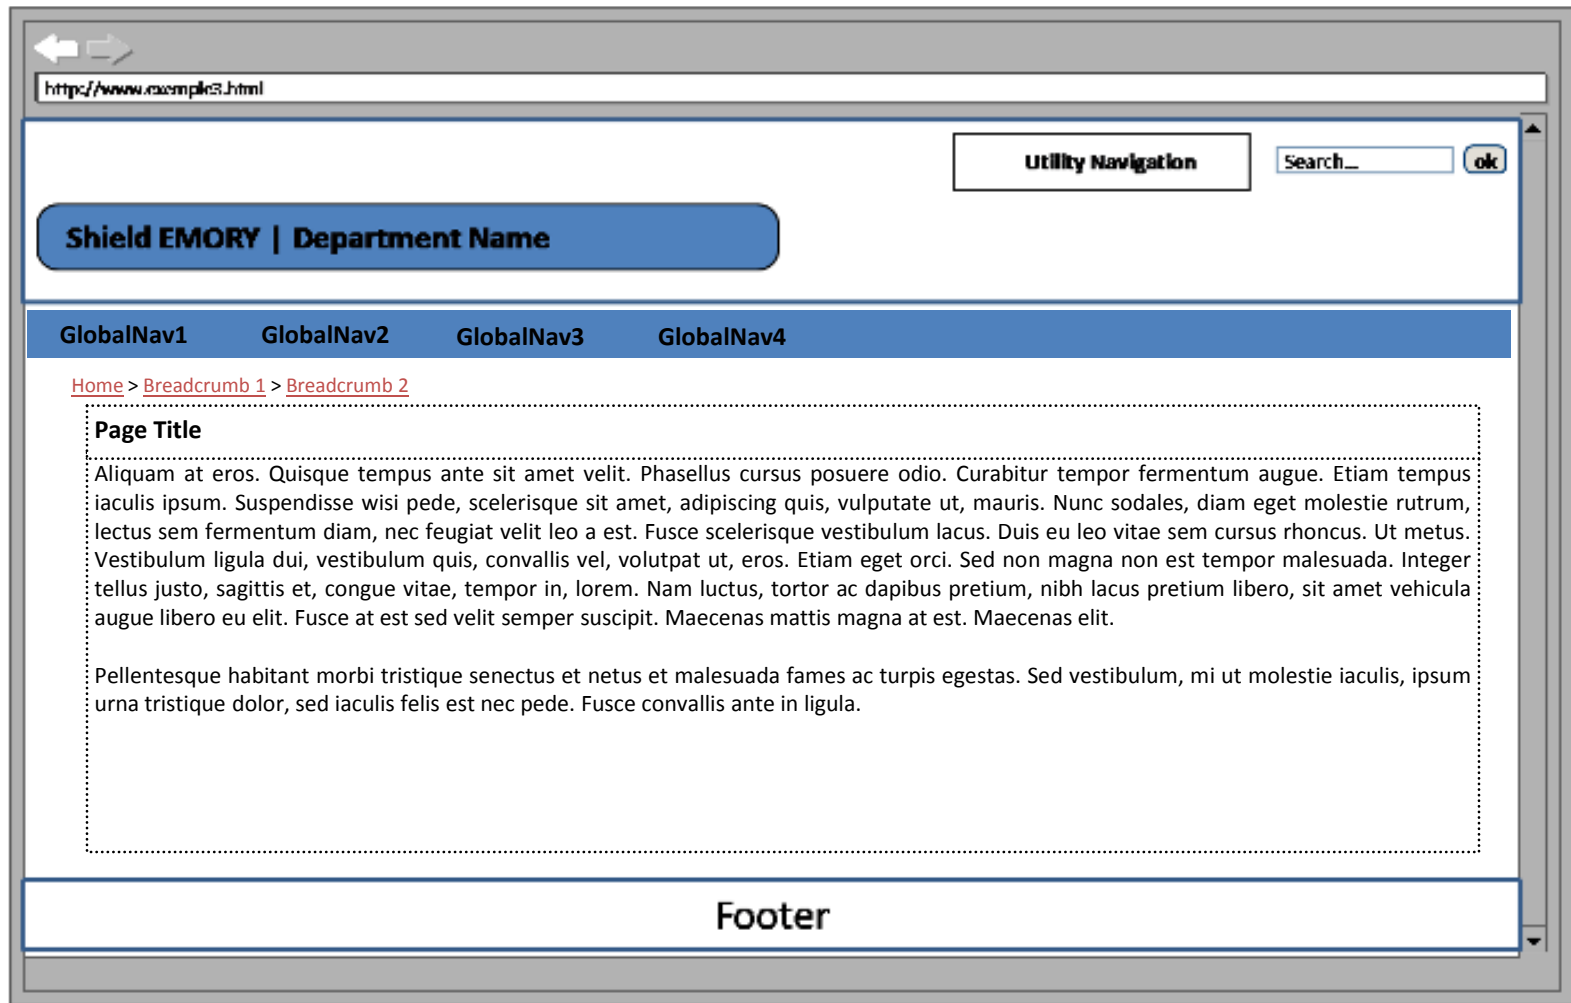 http://www.exemple3.html
Utility Navigation
Search...
ok
Shield EMORY | Department Name
GlobalNav1 GlobalNav2 GlobalNav3 GlobalNav4
Home > Breadcrumb 1 > Breadcrumb 2
Page Title
Aliquam at eros. Quisque tempus ante sit amet velit. Phasellus cursus posuere odio. Curabitur tempor fermentum augue. Etiam tempus
iaculis ipsum. Suspendisse wisi pede, scelerisque sit amet, adipiscing quis, vulputate ut, mauris. Nunc sodales, diam eget molestie rutrum,
lectus sem fermentum diam, nec feugiat velit leo a est. Fusce scelerisque vestibulum lacus. Duis eu leo vitae sem cursus rhoncus. Ut metus.
Vestibulum ligula dui, vestibulum quis, convallis vel, volutpat ut, eros. Etiam eget orci. Sed non magna non est tempor malesuada. Integer
tellus justo, sagittis et, congue vitae, tempor in, lorem. Nam luctus, tortor ac dapibus pretium, nibh lacus pretium libero, sit amet vehicula
augue libero eu elit. Fusce at est sed velit semper suscipit. Maecenas mattis magna at est. Maecenas elit.
Pellentesque habitant morbi tristique senectus et netus et malesuada fames ac turpis egestas. Sed vestibulum, mi ut molestie iaculis, ipsum
urna tristique dolor, sed iaculis felis est nec pede. Fusce convallis ante in ligula.
Footer